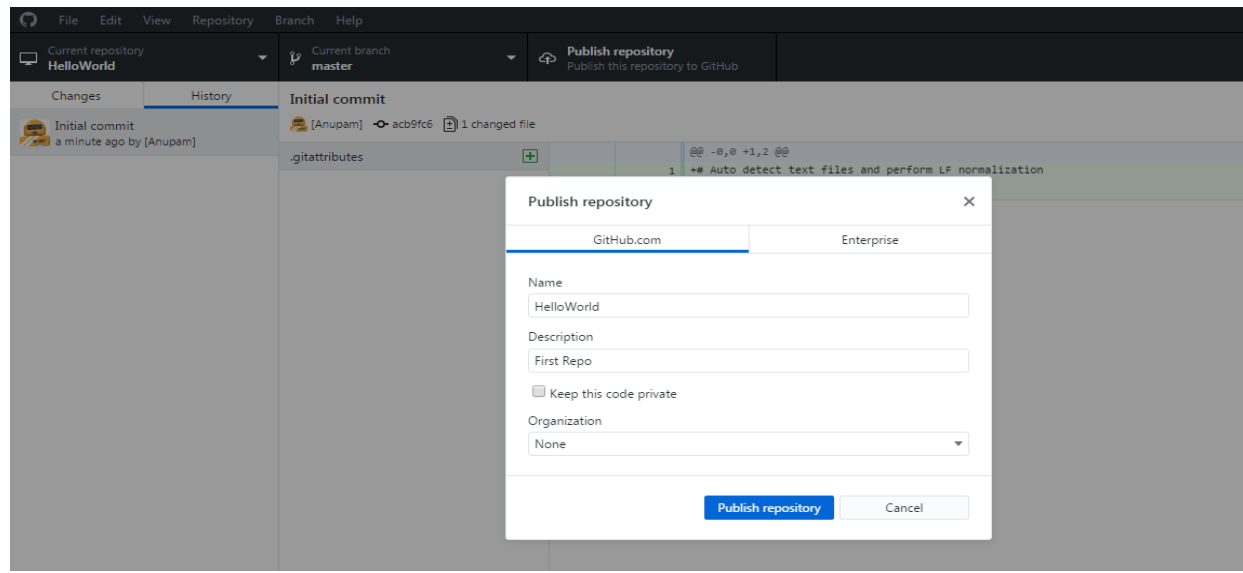 File Edit View Repository Branch Help
Current repository
HelloWorld
Current branch
master
Publish repository
Publish this repository to GitHub
Changes History
Initial commit
a minute ago by [Anupam]
Initial commit
[Anupam] acb9fc6 1 changed file
.gitattributes
@@ -0,0 +1,2 @@
1 +# Auto detect text files and perform LF normalization
Publish repository
GitHub.com Enterprise
Name
HelloWorld
Description
First Repo
Keep this code private
Organization
None
Publish repository Cancel